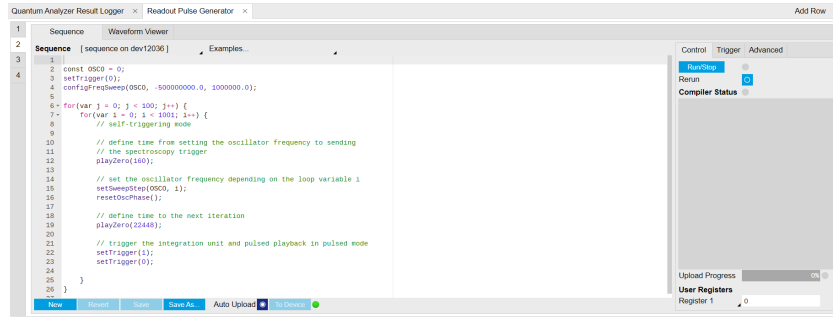 Quantum Analyzer Result Logger × Readout Pulse Generator × Add Row
1 Sequence Waveform Viewer
2 Sequence [ sequence on dev12036 ] Examples...
3
4
Control Trigger Advanced
Run/Stop
Rerun
Compiler Status
1
2 const OSC0 = 0;
3 setTrigger(0);
4 configFreqSweep(OSC0, -500000000.0, 1000000.0);
5
6 for(var j = 0; j < 100; j++) {
7 for(var i = 0; i < 1001; i++) {
8 // self-triggering mode
9
10 // define time from setting the oscillator frequency to sending
11 // the spectroscopy trigger
12 playZero(160);
13
14 // set the oscillator frequency depending on the loop variable i
15 setSweepStep(OSC0, i);
16 resetOscPhase();
17
18 // define time to the next iteration
19 playZero(22448);
20
21 // trigger the integration unit and pulsed playback in pulsed mode
22 setTrigger(1);
23 setTrigger(0);
24
25 }
26 }
27
New Revert Save Save As... Auto Upload To Device
Upload Progress 0%
User Registers
Register 1 0